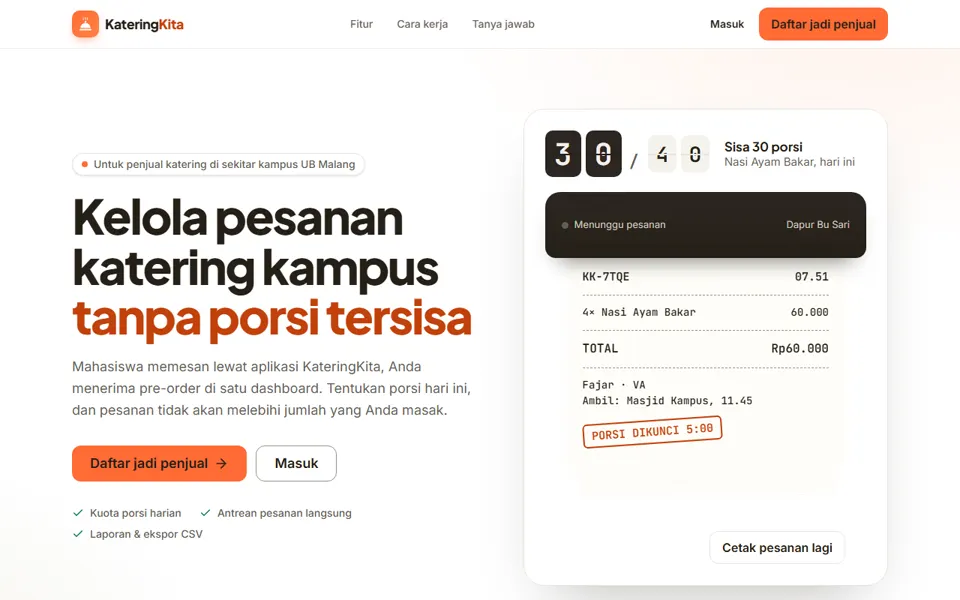 KateringKita
Fitur
Cara kerja
Tanya jawab
Masuk
Daftar jadi penjual
Untuk penjual katering di sekitar kampus UB Malang
Kelola pesanan
katering kampus
tanpa porsi tersisa
Mahasiswa memesan lewat aplikasi KateringKita, Anda
menerima pre-order di satu dashboard. Tentukan porsi hari ini,
dan pesanan tidak akan melebihi jumlah yang Anda masak.
Daftar jadi penjual →
Masuk
Kuota porsi harian
Antrean pesanan langsung
Laporan & ekspor CSV
30 / 40
Sisa 30 porsi
Nasi Ayam Bakar, hari ini
Menunggu pesanan
Dapur Bu Sari
KK-7TQE 07.51
4× Nasi Ayam Bakar 60.000
TOTAL Rp60.000
Fajar · VA
Ambil: Masjid Kampus, 11.45
PORSI DIKUNCI 5:00
Cetak pesanan lagi